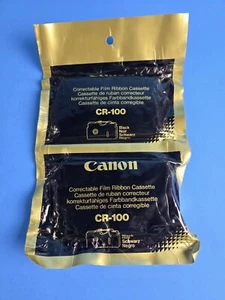 Correctable Film Ribbon Cassette
Cassette de ruban correcteur
korrekturfähiges Farbbandkassette
Cassette de cinta corregible
CR-100
Black
Noir
Schwarz
Negro
Canon
Correctable Film Ribbon Cassette
Cassette de ruban correcteur
korrekturfähiges Farbbandkassette
Cassette de cinta corregible
CR-100
Noir
Schwarz
Negro